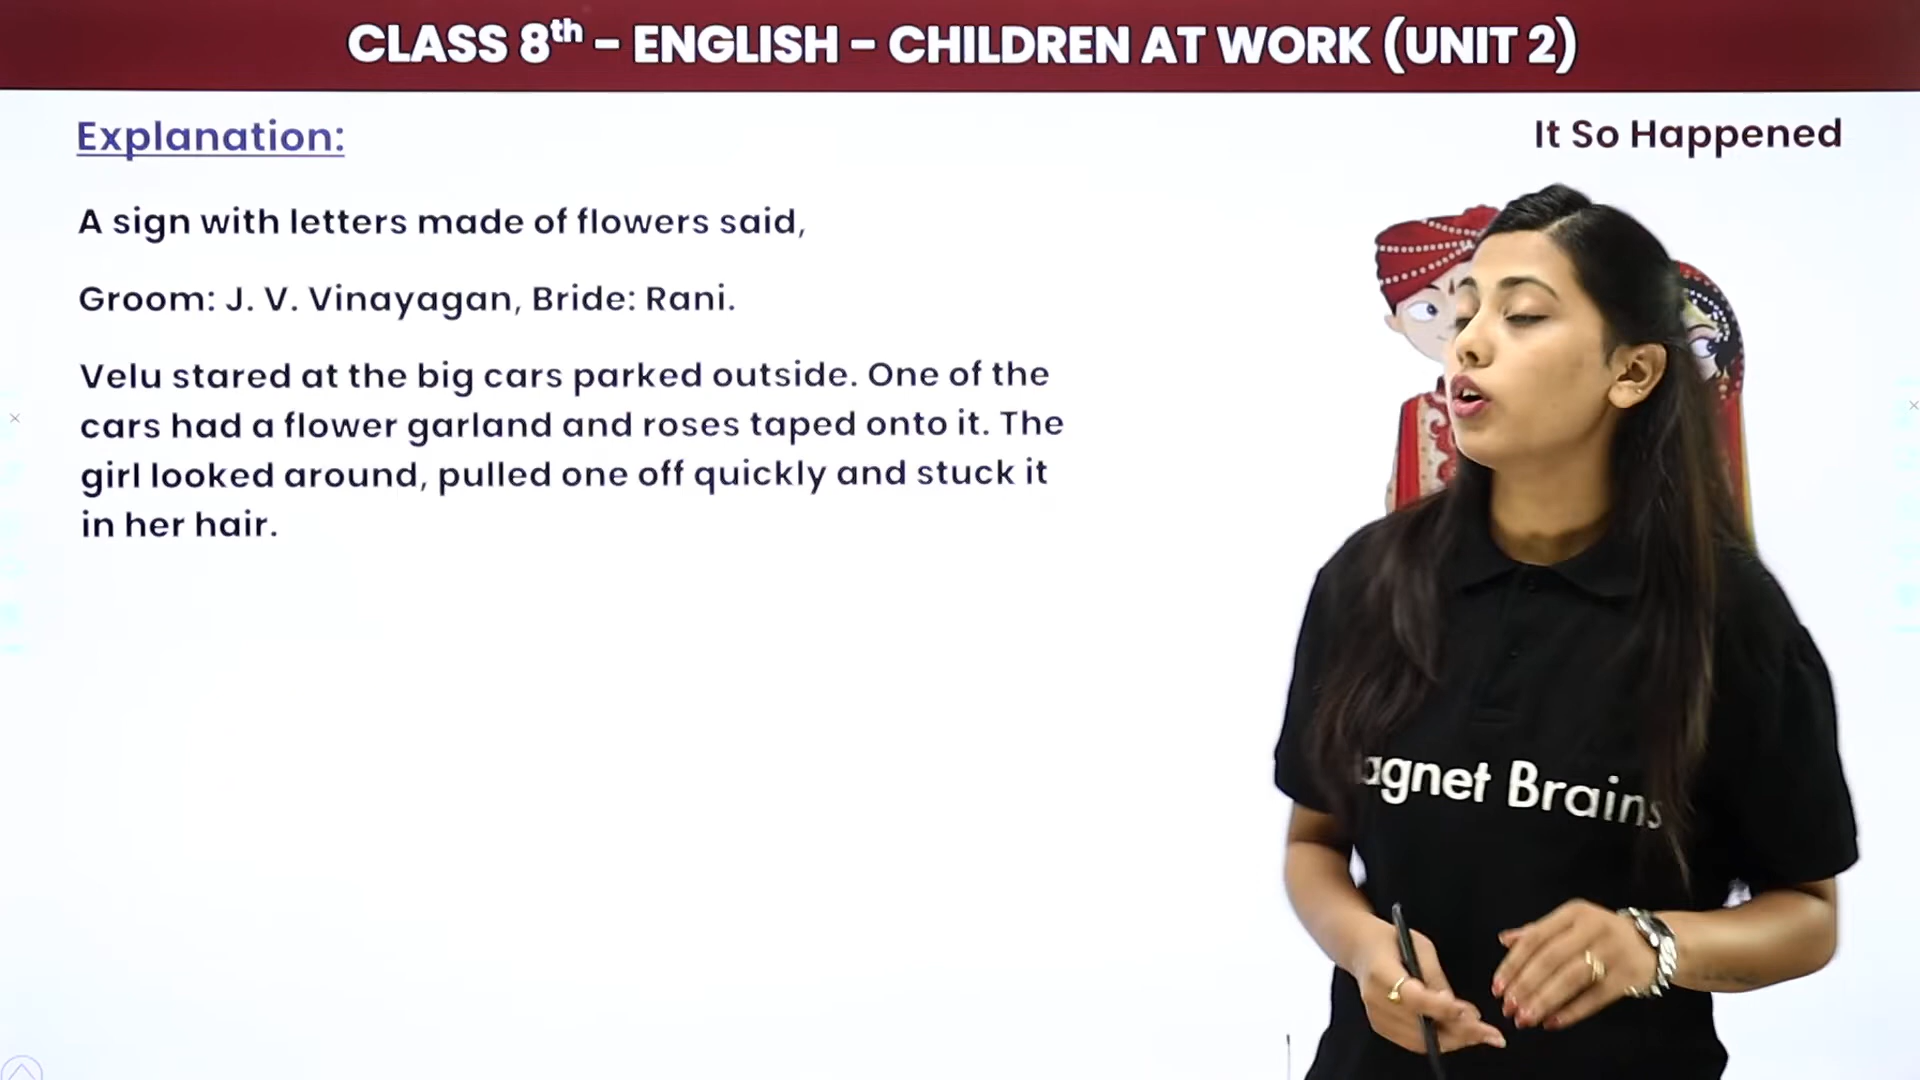 CLASS 8th – ENGLISH – CHILDREN AT WORK (UNIT 2)
Explanation:
It So Happened
A sign with letters made of flowers said,
Groom: J. V. Vinayagan, Bride: Rani.
Velu stared at the big cars parked outside. One of the
cars had a flower garland and roses taped onto it. The
girl looked around, pulled one off quickly and stuck it
in her hair.
agnet Brains